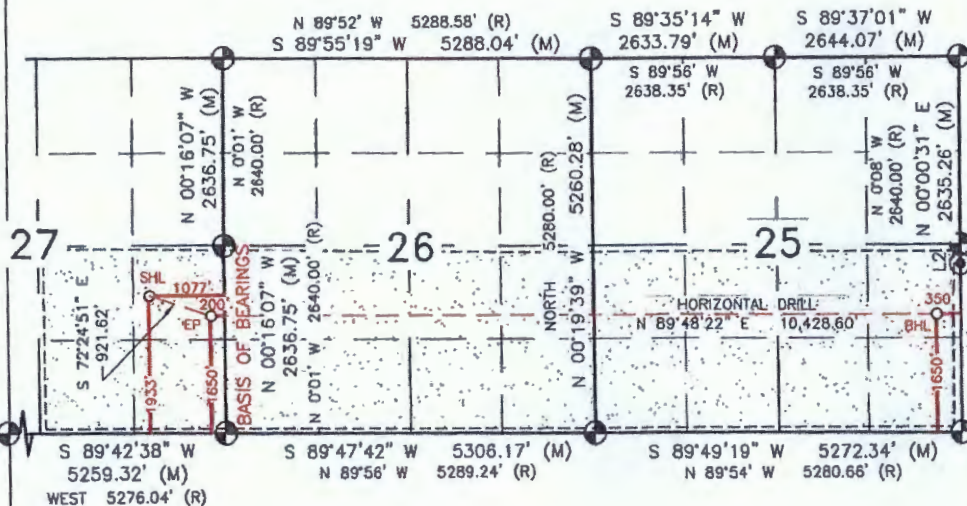 N 89°52' W 5288.58' (R)
S 89°55'19" W 5288.04' (M)
S 89°35'14" W
2633.79' (M)
S 89°56' W
2638.35' (R)
S 89°37'01" W
2644.07' (M)
S 89°56' W
2638.35' (R)
N 00°16'07" W
2636.75' (M)
N 0°01' W
2640.00' (R)
5280.00' (R)
5260.28' (M)
N 0°08' W
2640.00' (R)
N 00°00'31" E
2635.26' (M)
27
26
25
S 72°24'51" E
921.62
SHL
1077'
200'
EP
1933'
1650'
BASIS OF BEARINGS
N 00°16'07" W
2636.75' (M)
N 0°01' W 2640.00' (R)
NORTH
N 00°19'39" W
HORIZONTAL DRILL:
N 89°48'22" E 10,428.60'
L2
350'
BHL
1650'
S 89°42'38" W
5259.32' (M)
WEST 5276.04' (R)
S 89°47'42" W 5306.17' (M)
N 89°56' W 5289.24' (R)
S 89°49'19" W 5272.34' (M)
N 89°54' W 5280.66' (R)